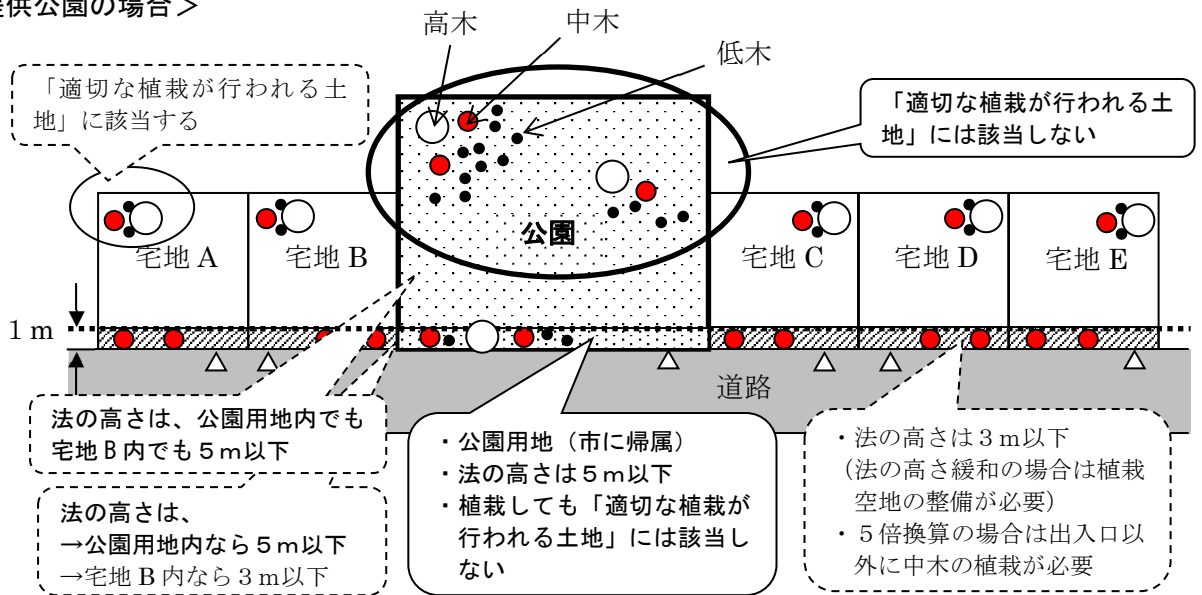 提供公園の場合＞
高木
中木
低木
「適切な植栽が行われる土
地」に該当する
「適切な植栽が行われる土
地」には該当しない
公園
宅地 A
宅地 B
宅地 C
宅地 D
宅地 E
1 m
道路
法の高さは、公園用地内でも
宅地 B 内でも５ｍ以下
法の高さは、
→公園用地内なら５ｍ以下
→宅地 B 内なら３ｍ以下
・公園用地（市に帰属）
・法の高さは５ｍ以下
・植栽しても「適切な植栽が
行われる土地」には該当し
ない
・法の高さは３ｍ以下
（法の高さ緩和の場合は植栽
空地の整備が必要）
・５倍換算の場合は出入口以
外に中木の植栽が必要